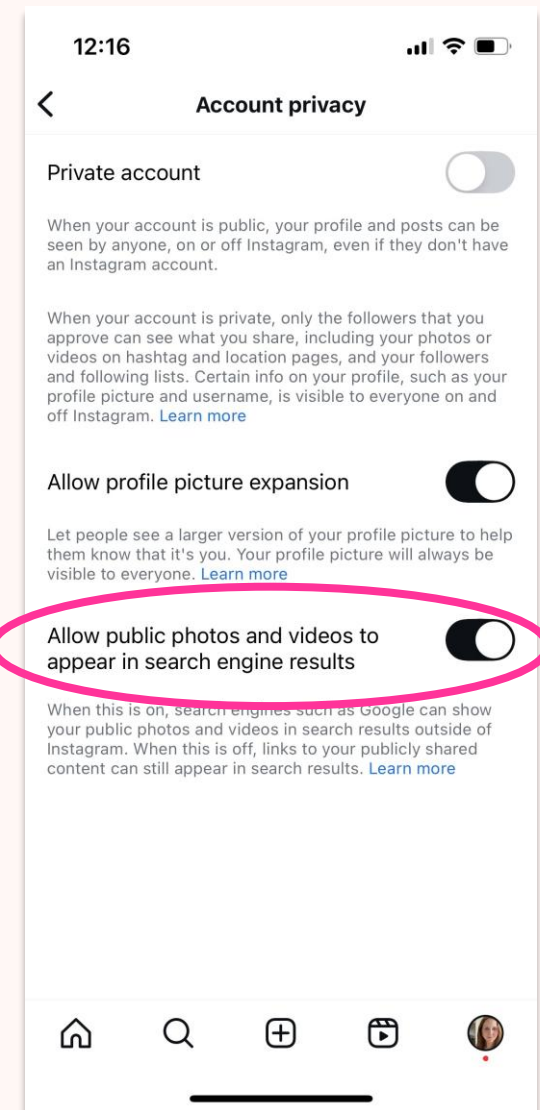 12:16
Account privacy
Private account
When your account is public, your profile and posts can be
seen by anyone, on or off Instagram, even if they don't have
an Instagram account.
When your account is private, only the followers that you
approve can see what you share, including your photos or
videos on hashtag and location pages, and your followers
and following lists. Certain info on your profile, such as your
profile picture and username, is visible to everyone on and
off Instagram. Learn more
Allow profile picture expansion
Let people see a larger version of your profile picture to help
them know that it's you. Your profile picture will always be
visible to everyone. Learn more
Allow public photos and videos to
appear in search engine results
When this is on, search engines such as Google can show
your public photos and videos in search results outside of
Instagram. When this is off, links to your publicly shared
content can still appear in search results. Learn more